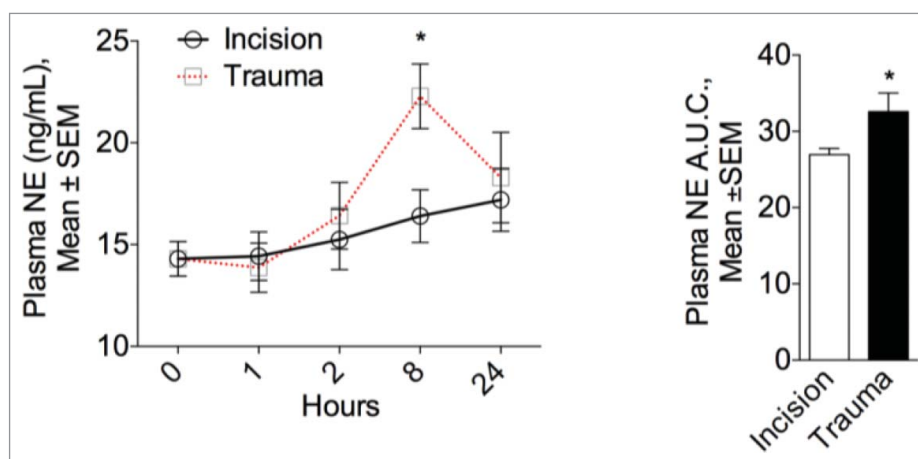 Plasma NE (ng/mL),
Mean ± SEM
25
20
15
10
Incision
Trauma
*
0
1
2
8
24
Hours
Plasma NE A.U.C.,
Mean ±SEM
40
30
20
10
0
*
Incision
Trauma